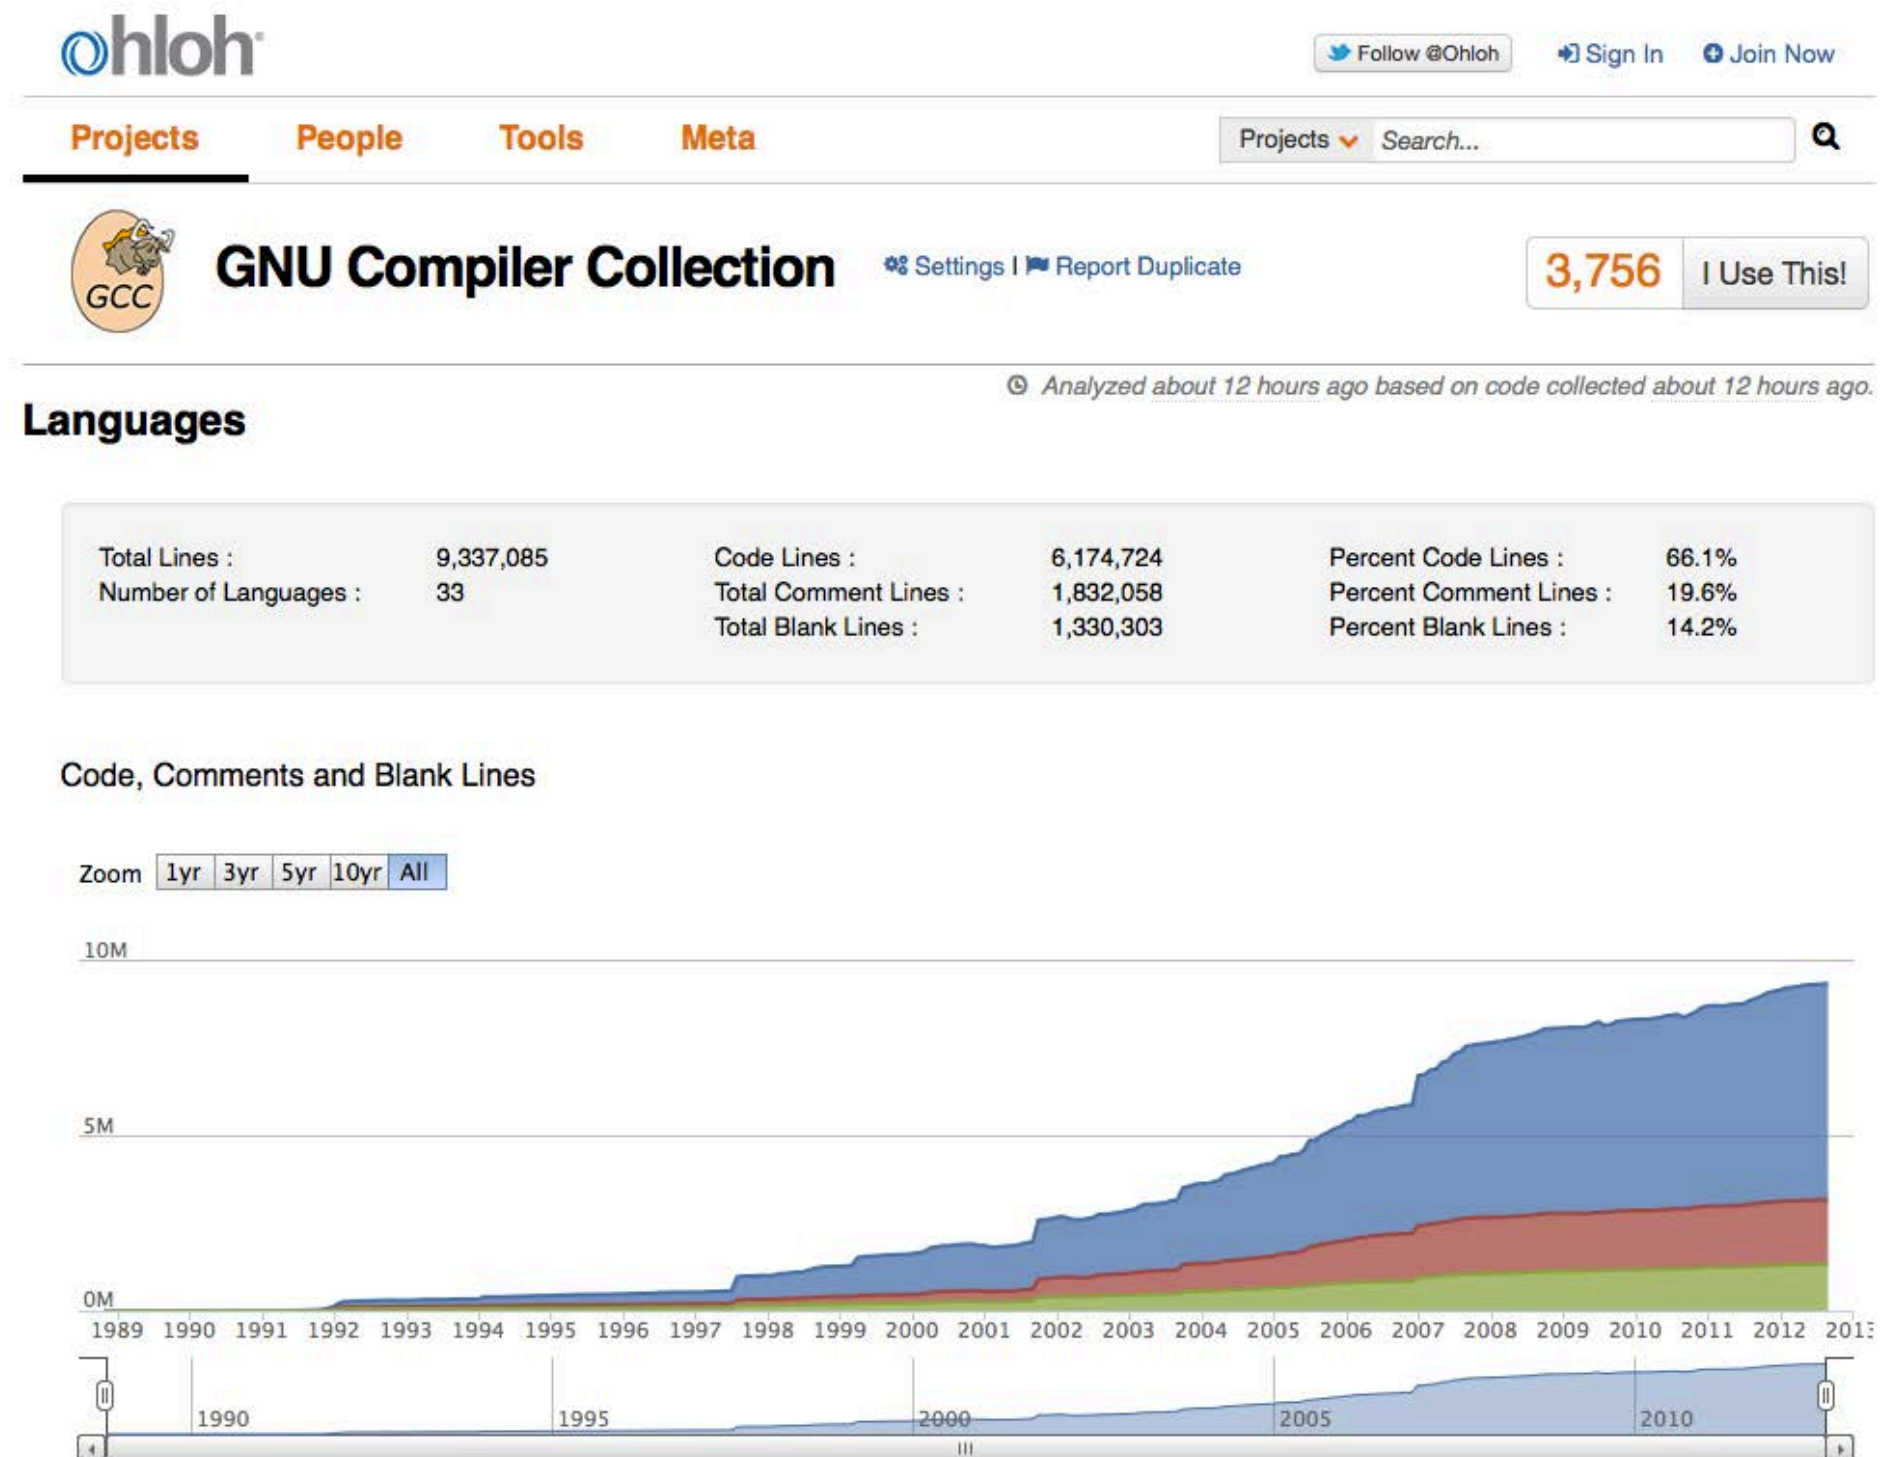 ohloh
Follow @Ohloh Sign In Join Now
Projects People Tools Meta Projects Search...
GCC
GNU Compiler Collection Settings | Report Duplicate 3,756 I Use This!
Analyzed about 12 hours ago based on code collected about 12 hours ago.
Languages
Total Lines : 9,337,085 Code Lines : 6,174,724 Percent Code Lines : 66.1%
Number of Languages : 33 Total Comment Lines : 1,832,058 Percent Comment Lines : 19.6%
Total Blank Lines : 1,330,303 Percent Blank Lines : 14.2%
Code, Comments and Blank Lines
Zoom 1yr 3yr 5yr 10yr All
10M
5M
0M
1989 1990 1991 1992 1993 1994 1995 1996 1997 1998 1999 2000 2001 2002 2003 2004 2005 2006 2007 2008 2009 2010 2011 2012
1990 1995 2000 2005 2010